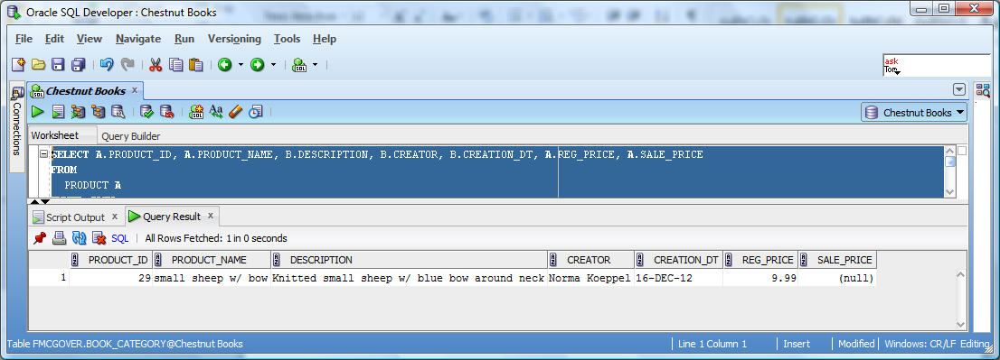 Oracle SQL Developer : Chestnut Books
File Edit View Navigate Run Versioning Tools Help
ask
Tom
Connections
Chestnut Books
Chestnut Books
Worksheet Query Builder
SELECT A.PRODUCT_ID, A.PRODUCT_NAME, B.DESCRIPTION, B.CREATOR, B.CREATION_DT, A.REG_PRICE, A.SALE_PRICE
FROM
PRODUCT A
Script Output Query Result
SQL All Rows Fetched: 1 in 0 seconds
PRODUCT_ID PRODUCT_NAME DESCRIPTION CREATOR CREATION_DT REG_PRICE SALE_PRICE
1 29 small sheep w/ bow Knitted small sheep w/ blue bow around neck Norma Koeppel 16-DEC-12 9.99 (null)
Table FMCGOVER.BOOK_CATEGORY@Chestnut Books Line 1 Column 1 Insert Modified Windows: CR/LF Editing